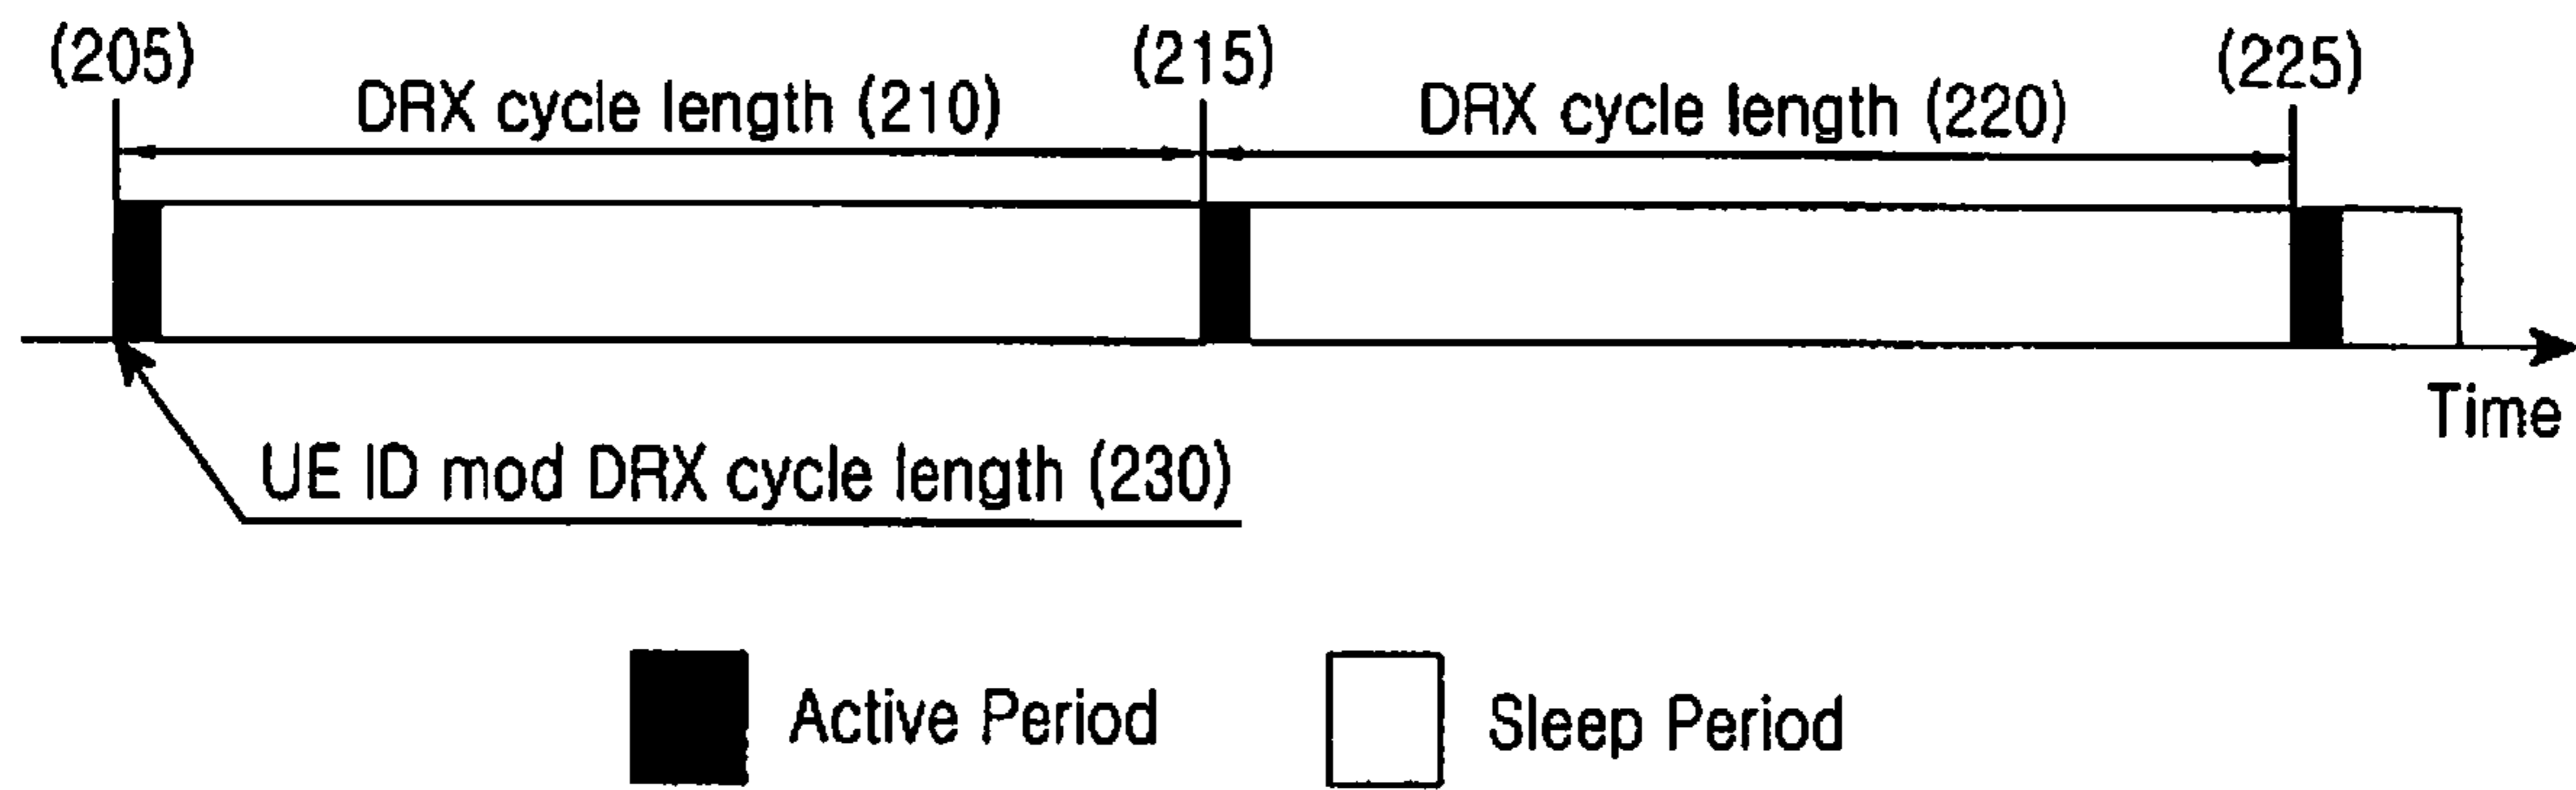 (205) (215) (225)
DRX cycle length (210) DRX cycle length (220)
Time
UE ID mod DRX cycle length (230)
Active Period Sleep Period